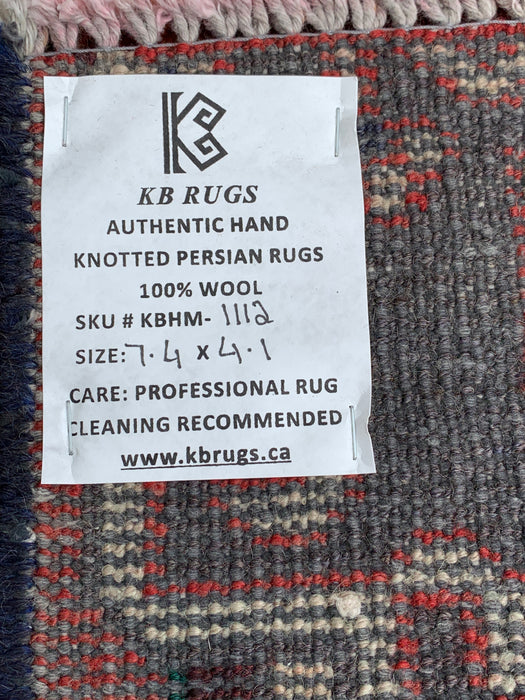 KB RUGS
AUTHENTIC HAND
KNOTTED PERSIAN RUGS
100% WOOL
SKU # KBHM- 1112
SIZE: 7.4 x 4.1
CARE: PROFESSIONAL RUG
CLEANING RECOMMENDED
www.kbrugs.ca